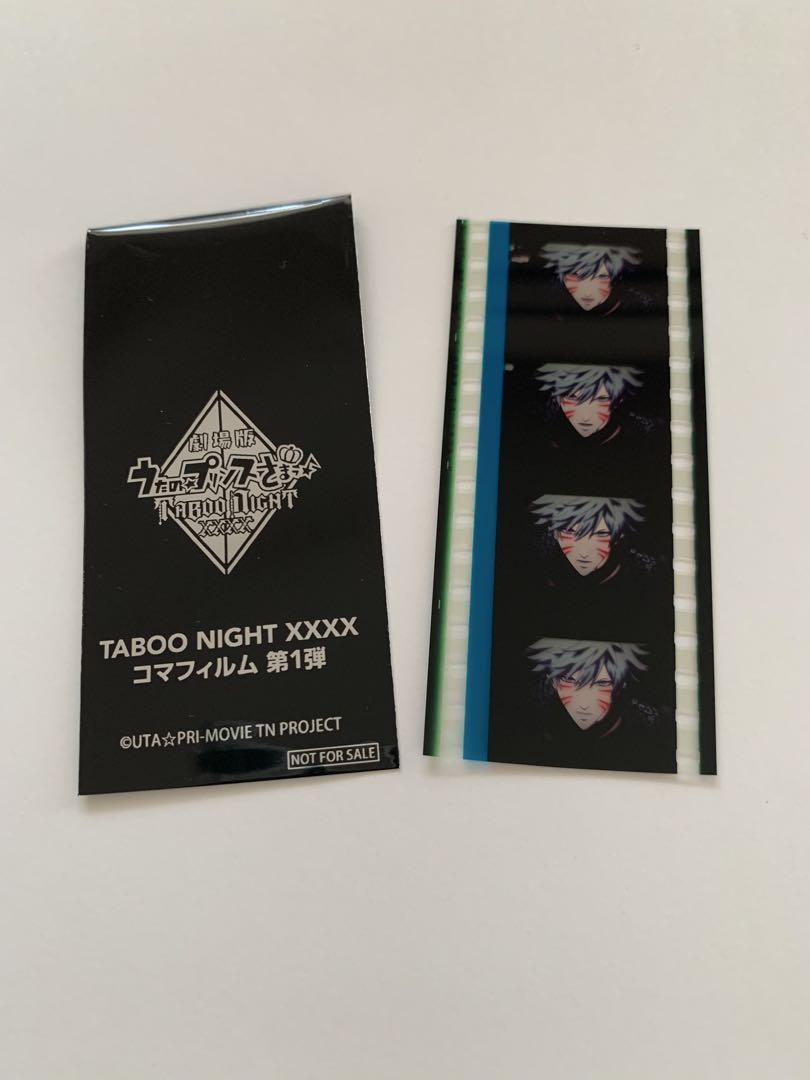 劇場版
うたの☆プリンスさまっ♪
TABOO NIGHT
XXXX
TABOO NIGHT XXXX
コマフィルム 第1弾
©UTA☆PRI-MOVIE TN PROJECT
NOT FOR SALE